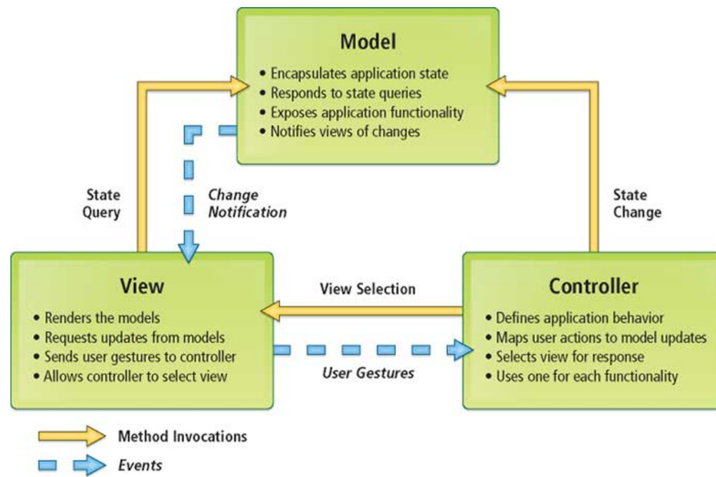 Model
• Encapsulates application state
• Responds to state queries
• Exposes application functionality
• Notifies views of changes
State
Query
Change
Notification
State
Change
View
• Renders the models
• Requests updates from models
• Sends user gestures to controller
• Allows controller to select view
View Selection
User Gestures
Controller
• Defines application behavior
• Maps user actions to model updates
• Selects view for response
• Uses one for each functionality
Method Invocations
Events